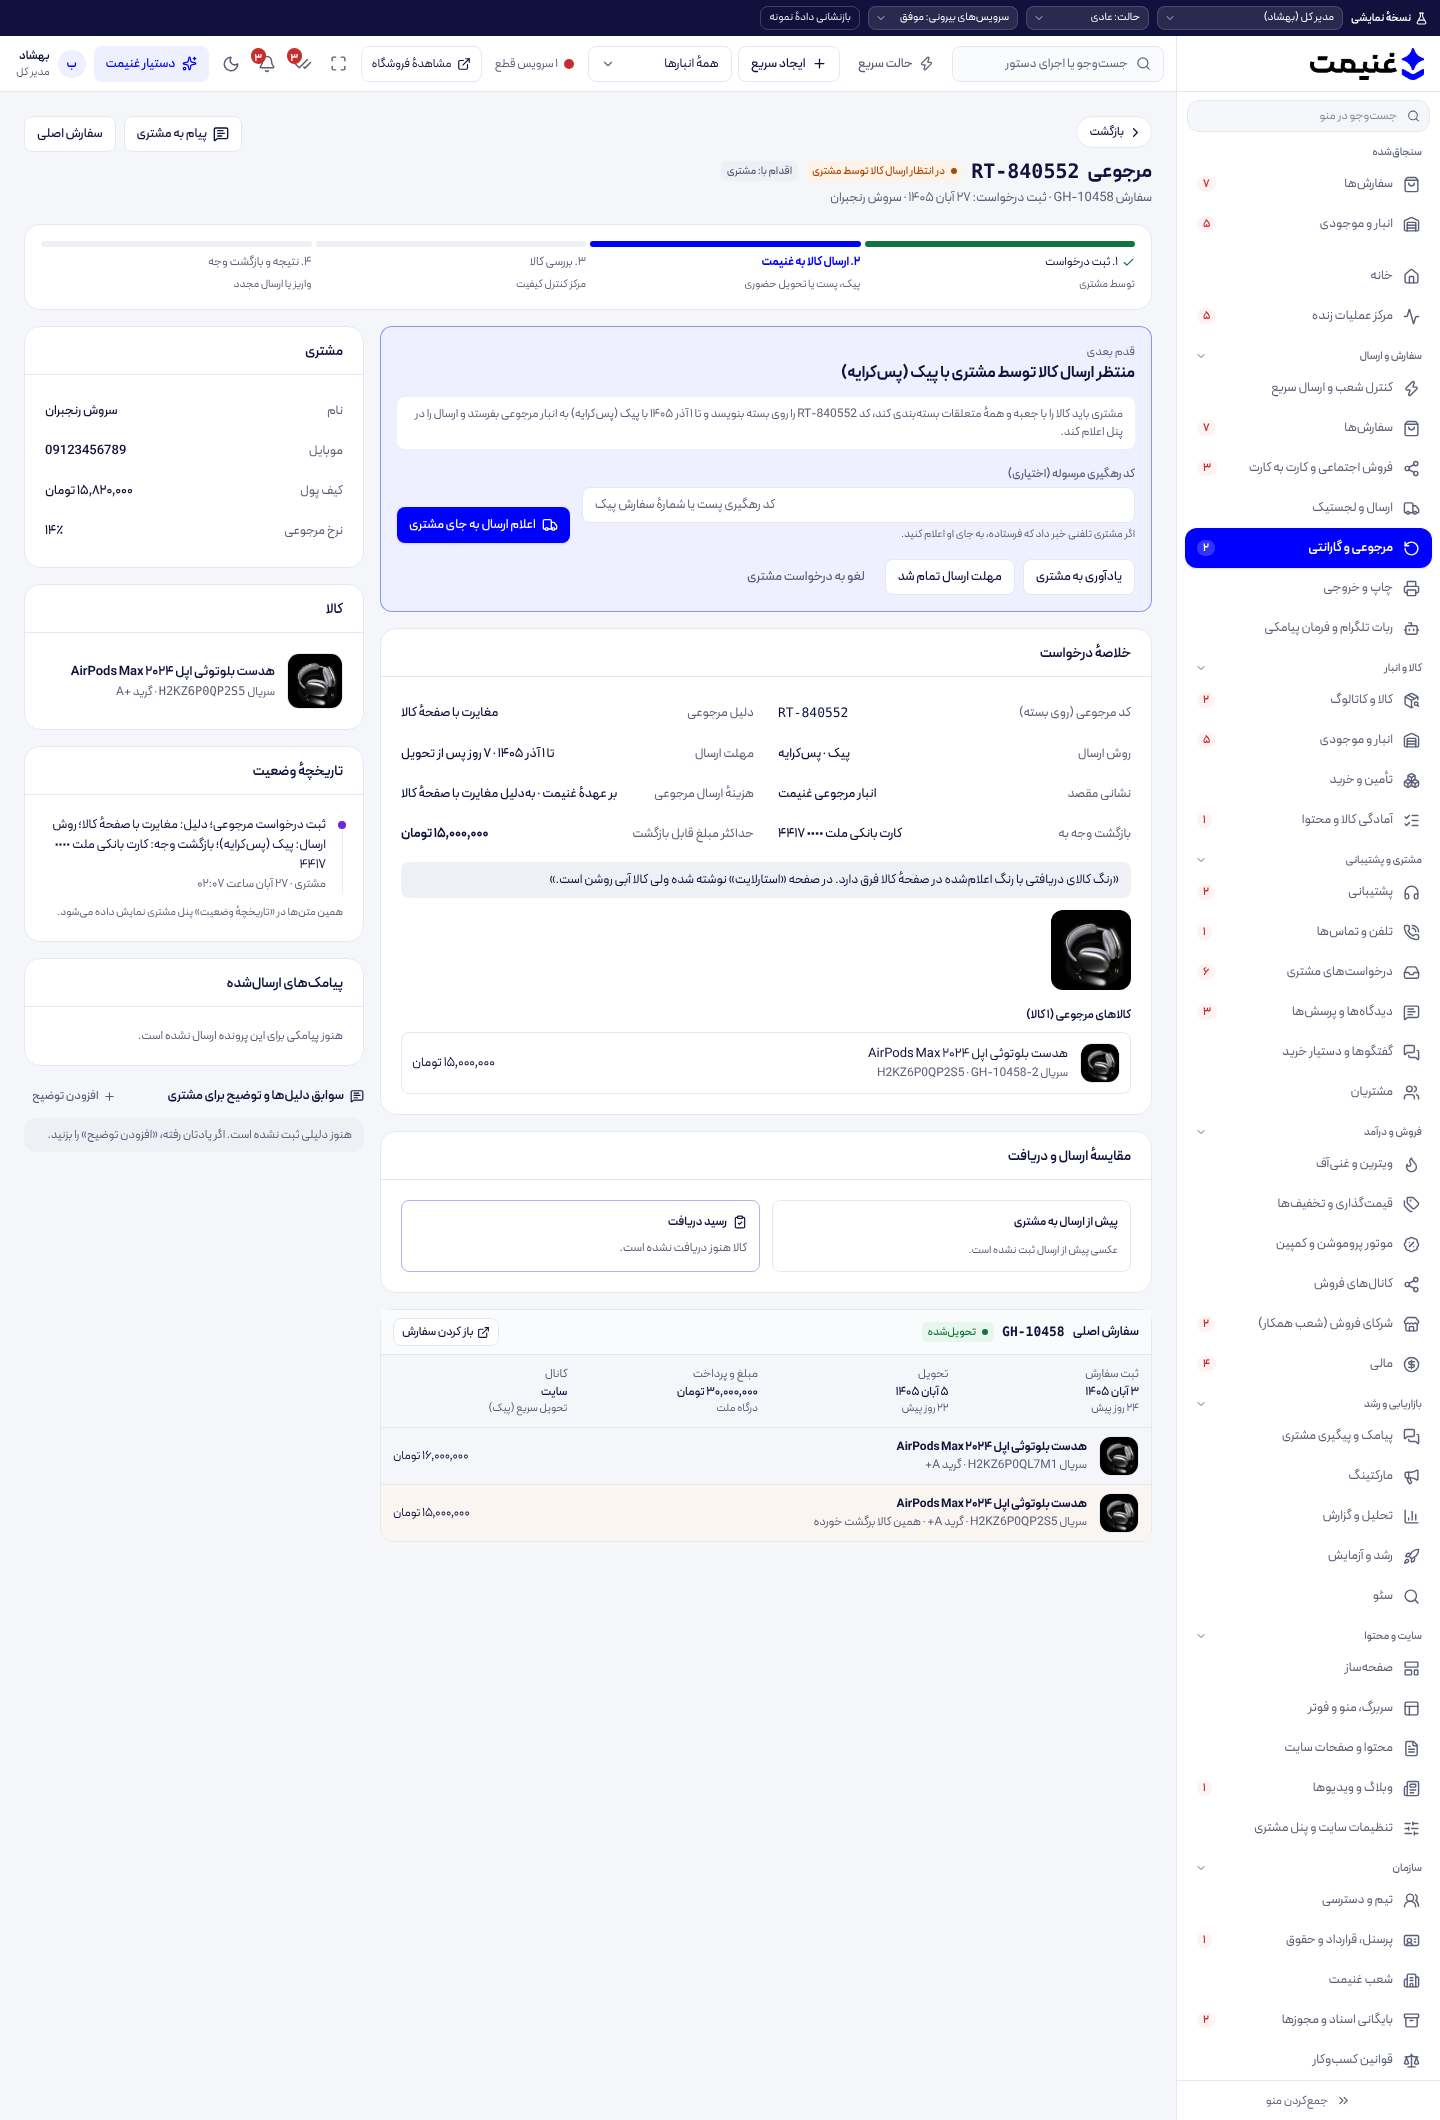 نسخهٔ نمایشی
مدیر کل (بهشاد)
حالت: عادی
سرویس‌های بیرونی: موفق
بازنشانی دادهٔ نمونه
غنیمت
جست‌وجو یا اجرای دستور
حالت سریع
ایجاد سریع
همهٔ انبارها
۱ سرویس قطع
مشاهدهٔ فروشگاه
۳
۳
دستیار غنیمت
ب
بهشاد
مدیر کل
جست‌وجو در منو
سنجاق‌شده
سفارش‌ها
۷
انبار و موجودی
۵
خانه
مرکز عملیات زنده
۵
سفارش و ارسال
کنترل شعب و ارسال سریع
سفارش‌ها
۷
فروش اجتماعی و کارت به کارت
۳
ارسال و لجستیک
مرجوعی و گارانتی
۲
چاپ و خروجی
ربات تلگرام و فرمان پیامکی
کالا و انبار
کالا و کاتالوگ
۲
انبار و موجودی
۵
تأمین و خرید
آمادگی کالا و محتوا
۱
مشتری و پشتیبانی
پشتیبانی
۲
تلفن و تماس‌ها
۱
درخواست‌های مشتری
۶
دیدگاه‌ها و پرسش‌ها
۳
گفتگوها و دستیار خرید
مشتریان
فروش و درآمد
ویترین و غنی‌آف
قیمت‌گذاری و تخفیف‌ها
موتور پروموشن و کمپین
کانال‌های فروش
شرکای فروش (شعب همکار)
۲
مالی
۴
بازاریابی و رشد
پیامک و پیگیری مشتری
مارکتینگ
تحلیل و گزارش
رشد و آزمایش
سئو
سایت و محتوا
صفحه‌ساز
سربرگ، منو و فوتر
محتوا و صفحات سایت
وبلاگ و ویدیوها
۱
تنظیمات سایت و پنل مشتری
سازمان
تیم و دسترسی
پرسنل، قرارداد و حقوق
۱
شعب غنیمت
بایگانی اسناد و مجوزها
۲
قوانین کسب‌وکار
جمع‌کردن منو
بازگشت
پیام به مشتری
سفارش اصلی
مرجوعی RT-840552
در انتظار ارسال کالا توسط مشتری
اقدام با: مشتری
سفارش GH-10458 · ثبت درخواست: ۲۷ آبان ۱۴۰۵ · سروش رنجبران
۱. ثبت درخواست
توسط مشتری
۲. ارسال کالا به غنیمت
پیک، پست یا تحویل حضوری
۳. بررسی کالا
مرکز کنترل کیفیت
۴. نتیجه و بازگشت وجه
واریز یا ارسال مجدد
قدم بعدی
منتظر ارسال کالا توسط مشتری با پیک (پس‌کرایه)
مشتری باید کالا را با جعبه و همهٔ متعلقات بسته‌بندی کند، کد RT-840552 را روی بسته بنویسد و تا ۱ آذر ۱۴۰۵ با پیک (پس‌کرایه) به انبار مرجوعی بفرستد و ارسال را در
پنل اعلام کند.
کد رهگیری مرسوله (اختیاری)
کد رهگیری پست یا شمارهٔ سفارش پیک
اعلام ارسال به جای مشتری
اگر مشتری تلفنی خبر داد که فرستاده، به جای او اعلام کنید.
یادآوری به مشتری
مهلت ارسال تمام شد
لغو به درخواست مشتری
خلاصهٔ درخواست
کد مرجوعی (روی بسته)
RT-840552
دلیل مرجوعی
مغایرت با صفحهٔ کالا
روش ارسال
پیک · پس‌کرایه
مهلت ارسال
تا ۱ آذر ۱۴۰۵ · ۷ روز پس از تحویل
نشانی مقصد
انبار مرجوعی غنیمت
هزینهٔ ارسال مرجوعی
بر عهدهٔ غنیمت · به‌دلیل مغایرت با صفحهٔ کالا
بازگشت وجه به
کارت بانکی ملت •••• ۴۴۱۷
حداکثر مبلغ قابل بازگشت
۱۵,۰۰۰,۰۰۰ تومان
«رنگ کالای دریافتی با رنگ اعلام‌شده در صفحهٔ کالا فرق دارد. در صفحه «استارلایت» نوشته شده ولی کالا آبی روشن است.»
کالاهای مرجوعی (۱ کالا)
هدست بلوتوثی اپل AirPods Max ۲۰۲۴
سریال H2KZ6P0QP2S5 · GH-10458-2
۱۵,۰۰۰,۰۰۰ تومان
مقایسهٔ ارسال و دریافت
پیش از ارسال به مشتری
عکسی پیش از ارسال ثبت نشده است.
رسید دریافت
کالا هنوز دریافت نشده است.
سفارش اصلی GH-10458
تحویل‌شده
باز کردن سفارش
ثبت سفارش
۳ آبان ۱۴۰۵
۲۴ روز پیش
تحویل
۵ آبان ۱۴۰۵
۲۲ روز پیش
مبلغ و پرداخت
۳۰,۰۰۰,۰۰۰ تومان
درگاه ملت
کانال
سایت
تحویل سریع (پیک)
هدست بلوتوثی اپل AirPods Max ۲۰۲۴
سریال H2KZ6P0QL7M1 · گرید A+
۱۶,۰۰۰,۰۰۰ تومان
هدست بلوتوثی اپل AirPods Max ۲۰۲۴
سریال H2KZ6P0QP2S5 · گرید A+ · همین کالا برگشت خورده
۱۵,۰۰۰,۰۰۰ تومان
مشتری
نام
سروش رنجبران
موبایل
09123456789
کیف پول
۱۵,۸۲۰,۰۰۰ تومان
نرخ مرجوعی
۱۴٪
کالا
هدست بلوتوثی اپل AirPods Max ۲۰۲۴
سریال H2KZ6P0QP2S5 · گرید A+
تاریخچهٔ وضعیت
ثبت درخواست مرجوعی؛ دلیل: مغایرت با صفحهٔ کالا؛ روش
ارسال: پیک (پس‌کرایه)؛ بازگشت وجه: کارت بانکی ملت ••••
۴۴۱۷
مشتری · ۲۷ آبان ساعت ۰۲:۰۷
همین متن‌ها در «تاریخچهٔ وضعیت» پنل مشتری نمایش داده می‌شود.
پیامک‌های ارسال‌شده
هنوز پیامکی برای این پرونده ارسال نشده است.
سوابق دلیل‌ها و توضیح برای مشتری
افزودن توضیح
هنوز دلیلی ثبت نشده است. اگر یادتان رفته، «افزودن توضیح» را بزنید.